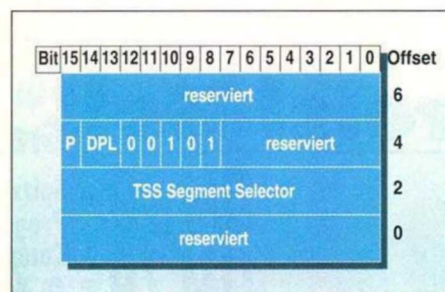 Bit 15 14 13 12 11 10 9 8 7 6 5 4 3 2 1 0 Offset
reserviert 6
P DPL 0 0 1 0 1 reserviert 4
TSS Segment Selector 2
reserviert 0